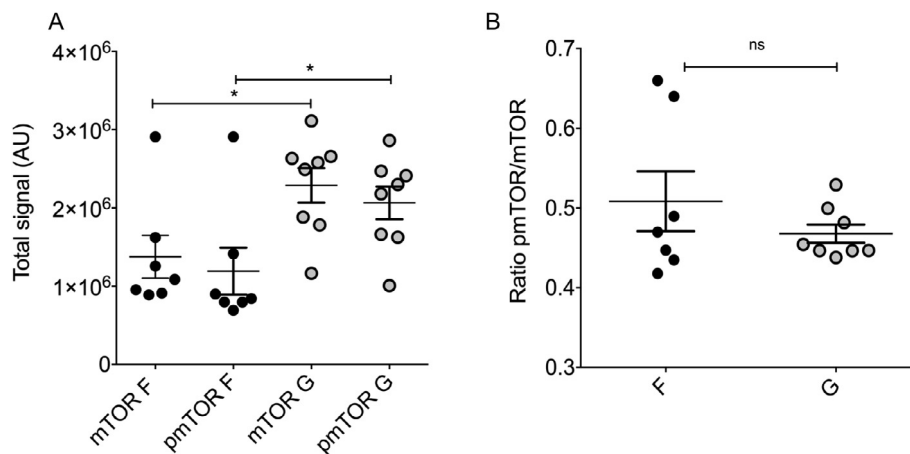 A
Total signal (AU)
4×10⁶
3×10⁶
2×10⁶
1×10⁶
0
*
*
mTOR F
pmTOR F
mTOR G
pmTOR G
B
Ratio pmTOR/mTOR
0.7
0.6
0.5
0.4
0.3
ns
F
G